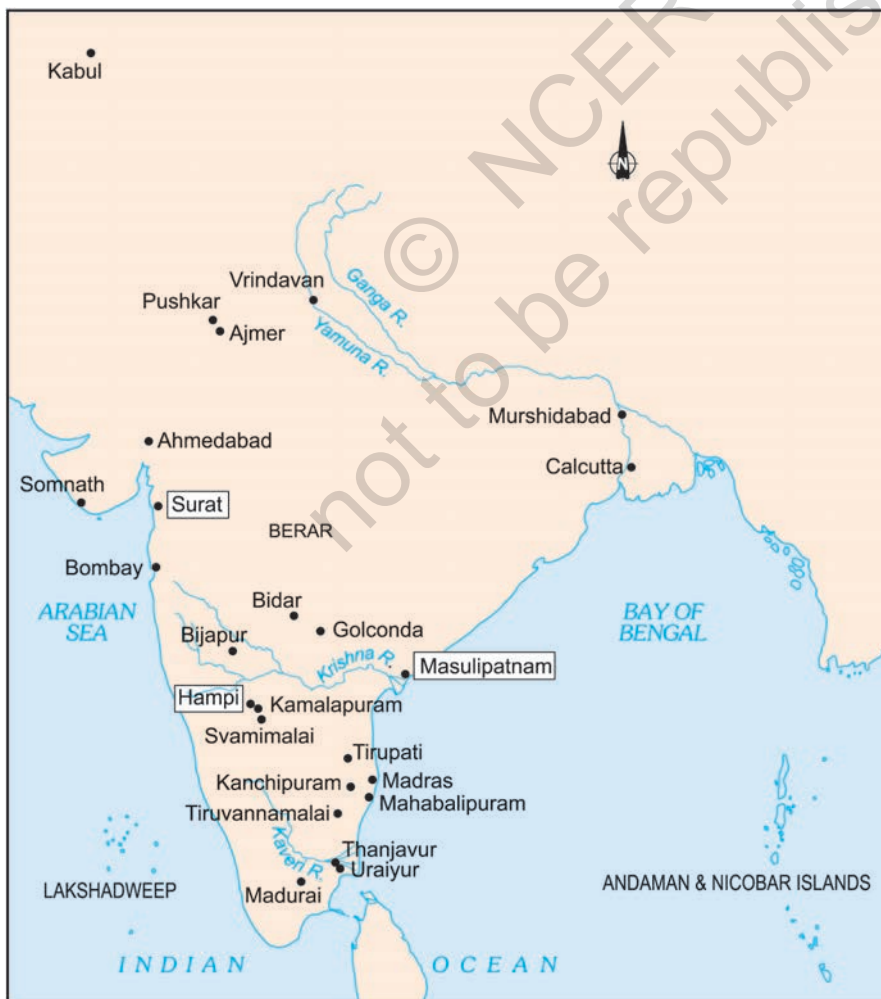 © NCER
not to be republis
Kabul
N
Vrindavan
Ganga R.
Pushkar
Ajmer
Yamuna R.
Murshidabad
Ahmedabad
Calcutta
Somnath
Surat
BERAR
Bombay
Bidar
ARABIAN
SEA
BAY OF
BENGAL
Golconda
Bijapur
Krishna R.
Masulipatnam
Hampi
Kamalapuram
Svamimalai
Tirupati
Kanchipuram
Madras
Mahabalipuram
Tiruvannamalai
Kaveri R.
Thanjavur
Uraiyur
LAKSHADWEEP
Madurai
ANDAMAN & NICOBAR ISLANDS
INDIAN OCEAN